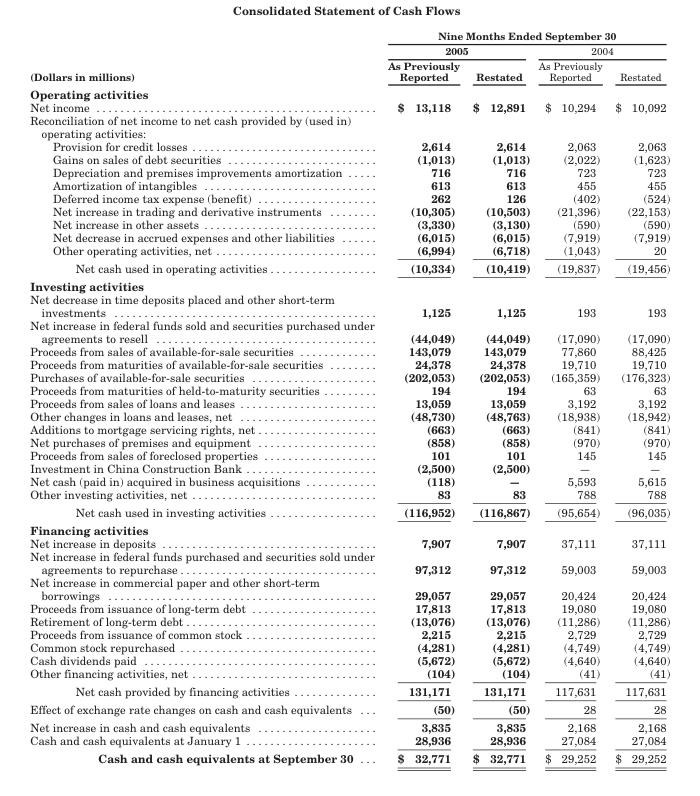 Consolidated Statement of Cash Flows
Nine Months Ended September 30
2005 2004
As Previously As Previously
(Dollars in millions) Reported Restated Reported Restated
Operating activities
Net income $ 13,118 $ 12,891 $ 10,294 $ 10,092
Reconciliation of net income to net cash provided by (used in)
operating activities:
Provision for credit losses 2,614 2,614 2,063 2,063
Gains on sales of debt securities (1,013) (1,013) (2,022) (1,623)
Depreciation and premises improvements amortization 716 716 723 723
Amortization of intangibles 613 613 455 455
Deferred income tax expense (benefit) 262 126 (402) (524)
Net increase in trading and derivative instruments (10,305) (10,503) (21,396) (22,153)
Net increase in other assets (3,330) (3,130) (590) (590)
Net decrease in accrued expenses and other liabilities (6,015) (6,015) (7,919) (7,919)
Other operating activities, net (6,994) (6,718) (1,043) 20
Net cash used in operating activities (10,334) (10,419) (19,837) (19,456)
Investing activities
Net decrease in time deposits placed and other short-term
investments 1,125 1,125 193 193
Net increase in federal funds sold and securities purchased under
agreements to resell (44,049) (44,049) (17,090) (17,090)
Proceeds from sales of available-for-sale securities 143,079 143,079 77,860 88,425
Proceeds from maturities of available-for-sale securities 24,378 24,378 19,710 19,710
Purchases of available-for-sale securities (202,053) (202,053) (165,359) (176,323)
Proceeds from maturities of held-to-maturity securities 194 194 63 63
Proceeds from sales of loans and leases 13,059 13,059 3,192 3,192
Other changes in loans and leases, net (48,730) (48,763) (18,938) (18,942)
Additions to mortgage servicing rights, net (663) (663) (841) (841)
Net purchases of premises and equipment (858) (858) (970) (970)
Proceeds from sales of foreclosed properties 101 101 145 145
Investment in China Construction Bank (2,500) (2,500) — —
Net cash (paid in) acquired in business acquisitions (118) — 5,593 5,615
Other investing activities, net 83 83 788 788
Net cash used in investing activities (116,952) (116,867) (95,654) (96,035)
Financing activities
Net increase in deposits 7,907 7,907 37,111 37,111
Net increase in federal funds purchased and securities sold under
agreements to repurchase 97,312 97,312 59,003 59,003
Net increase in commercial paper and other short-term
borrowings 29,057 29,057 20,424 20,424
Proceeds from issuance of long-term debt 17,813 17,813 19,080 19,080
Retirement of long-term debt (13,076) (13,076) (11,286) (11,286)
Proceeds from issuance of common stock 2,215 2,215 2,729 2,729
Common stock repurchased (4,281) (4,281) (4,749) (4,749)
Cash dividends paid (5,672) (5,672) (4,640) (4,640)
Other financing activities, net (104) (104) (41) (41)
Net cash provided by financing activities 131,171 131,171 117,631 117,631
Effect of exchange rate changes on cash and cash equivalents (50) (50) 28 28
Net increase in cash and cash equivalents 3,835 3,835 2,168 2,168
Cash and cash equivalents at January 1 28,936 28,936 27,084 27,084
Cash and cash equivalents at September 30 $ 32,771 $ 32,771 $ 29,252 $ 29,252